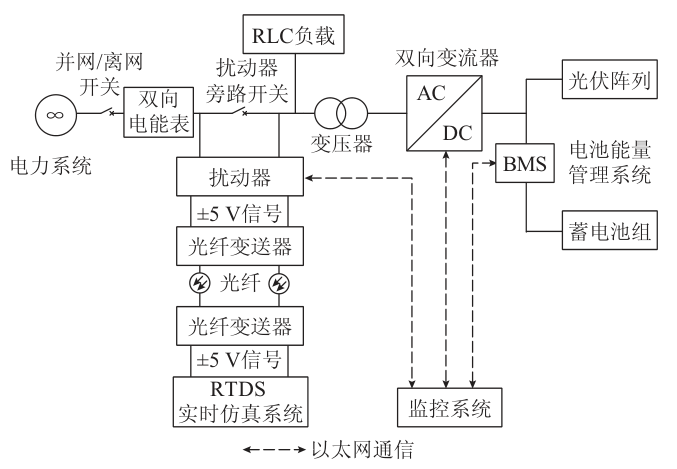 RLC负载
并网/离网
开关
扰动器
旁路开关
双向变流器
双向
电能表
∞
AC
DC
光伏阵列
变压器
电力系统
BMS
电池能量
管理系统
扰动器
±5 V信号
蓄电池组
光纤变送器
光纤
光纤变送器
±5 V信号
RTDS
实时仿真系统
监控系统
以太网通信